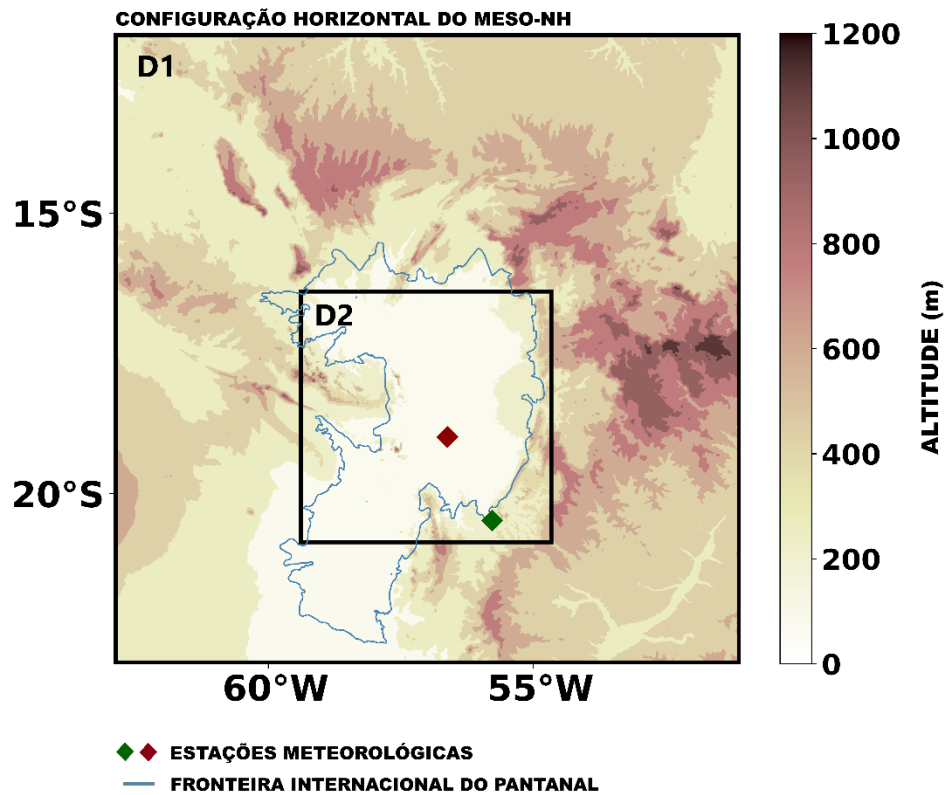 CONFIGURAÇÃO HORIZONTAL DO MESO-NH
D1
D2
15°S
20°S
60°W
55°W
1200
1000
800
600
400
200
0
ALTITUDE (m)
ESTAÇÕES METEOROLÓGICAS
FRONTEIRA INTERNACIONAL DO PANTANAL